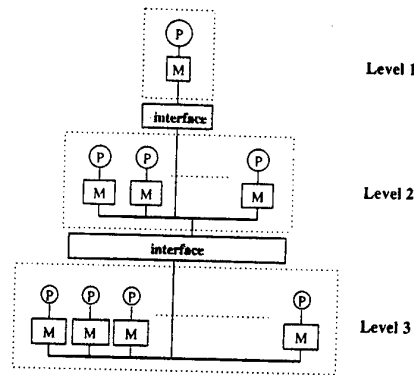 P
M
Level 1
interface
P P P
M M M
Level 2
interface
P P P P
M M M M
Level 3